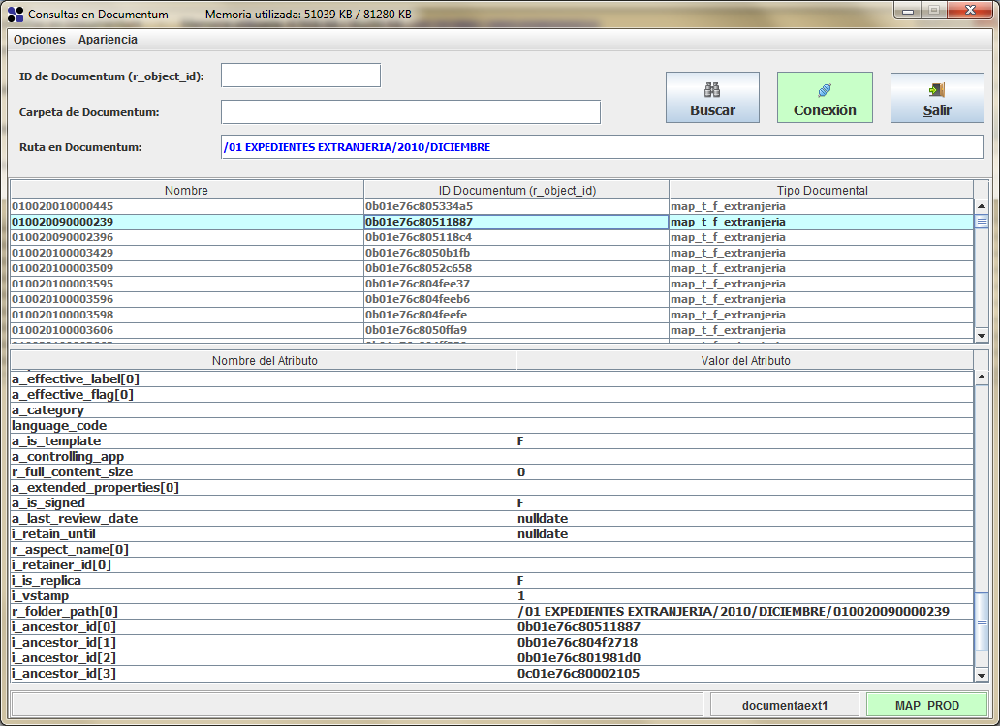 Consultas en Documentum - Memoria utilizada: 51039 KB / 81280 KB
Opciones Apariencia
ID de Documentum (r_object_id):
Carpeta de Documentum:
Buscar Conexión Salir
Ruta en Documentum: /01 EXPEDIENTES EXTRANJERIA/2010/DICIEMBRE
Nombre ID Documentum (r_object_id) Tipo Documental
010020010000445 0b01e76c805334a5 map_t_f_extranjeria
010020090000239 0b01e76c80511887 map_t_f_extranjeria
010020090002396 0b01e76c805118c4 map_t_f_extranjeria
010020100003429 0b01e76c8050b1fb map_t_f_extranjeria
010020100003509 0b01e76c8052c658 map_t_f_extranjeria
010020100003595 0b01e76c804fee37 map_t_f_extranjeria
010020100003596 0b01e76c804feeb6 map_t_f_extranjeria
010020100003598 0b01e76c804feefe map_t_f_extranjeria
010020100003606 0b01e76c8050ffa9 map_t_f_extranjeria
Nombre del Atributo Valor del Atributo
a_effective_label[0]
a_effective_flag[0]
a_category
language_code
a_is_template F
a_controlling_app
r_full_content_size 0
a_extended_properties[0]
a_is_signed F
a_last_review_date nulldate
i_retain_until nulldate
r_aspect_name[0]
i_retainer_id[0]
i_is_replica F
i_vstamp 1
r_folder_path[0] /01 EXPEDIENTES EXTRANJERIA/2010/DICIEMBRE/010020090000239
i_ancestor_id[0] 0b01e76c80511887
i_ancestor_id[1] 0b01e76c804f2718
i_ancestor_id[2] 0b01e76c801981d0
i_ancestor_id[3] 0c01e76c80002105
documentaext1 MAP_PROD